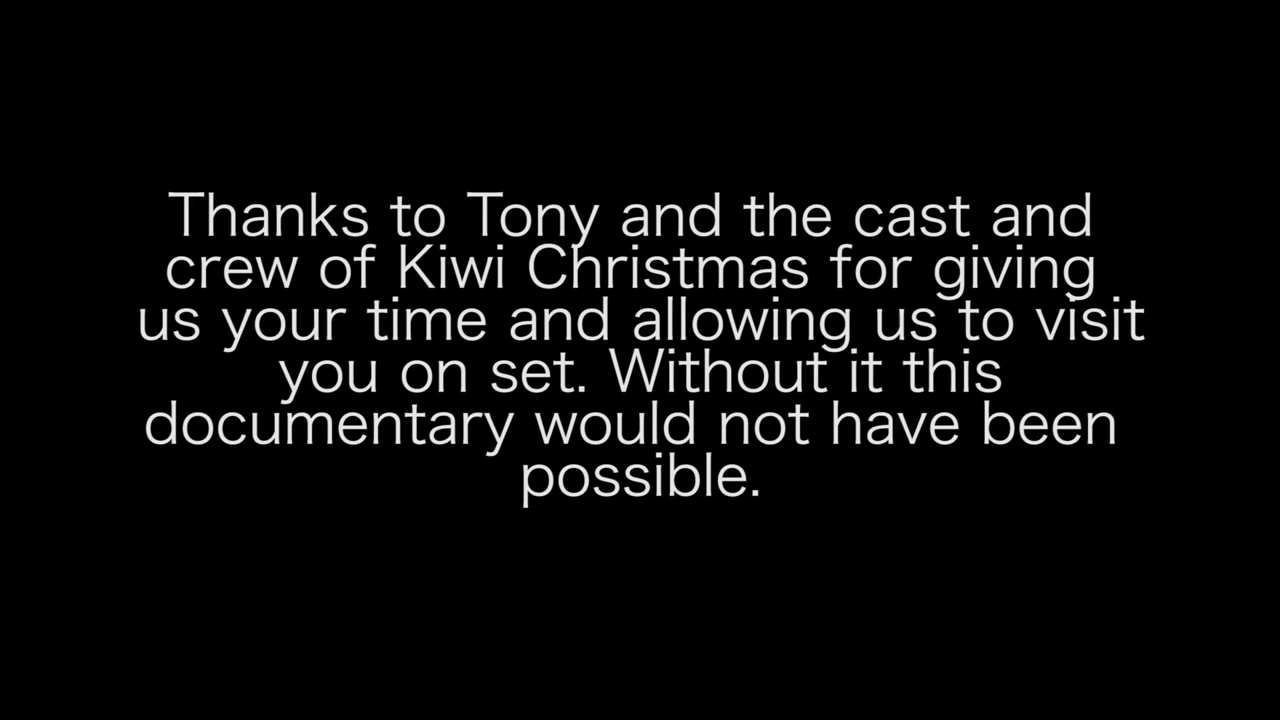 Thanks to Tony and the cast and
crew of Kiwi Christmas for giving
us your time and allowing us to visit
you on set. Without it this
documentary would not have been
possible.